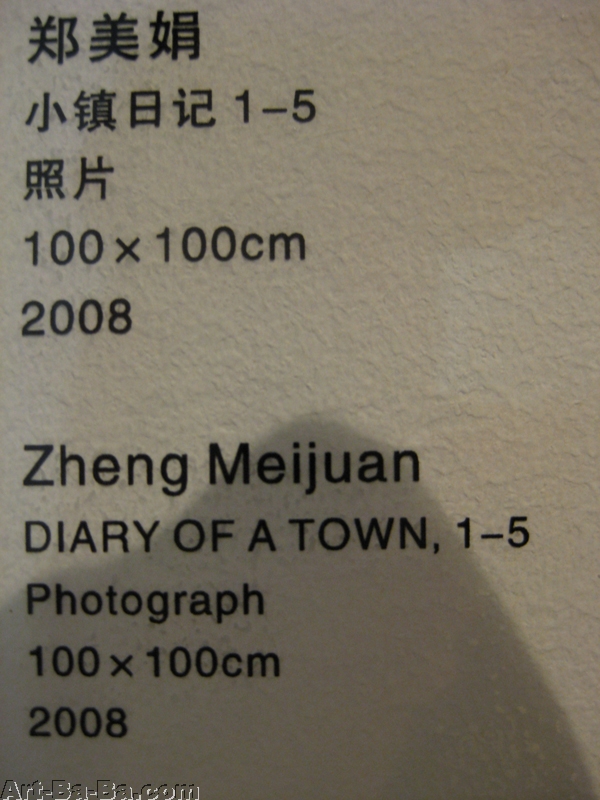 郑美娟
小镇日记 1–5
照片
100×100cm
2008
Zheng Meijuan
DIARY OF A TOWN, 1–5
Photograph
100×100cm
2008
Art-Ba-Ba.com